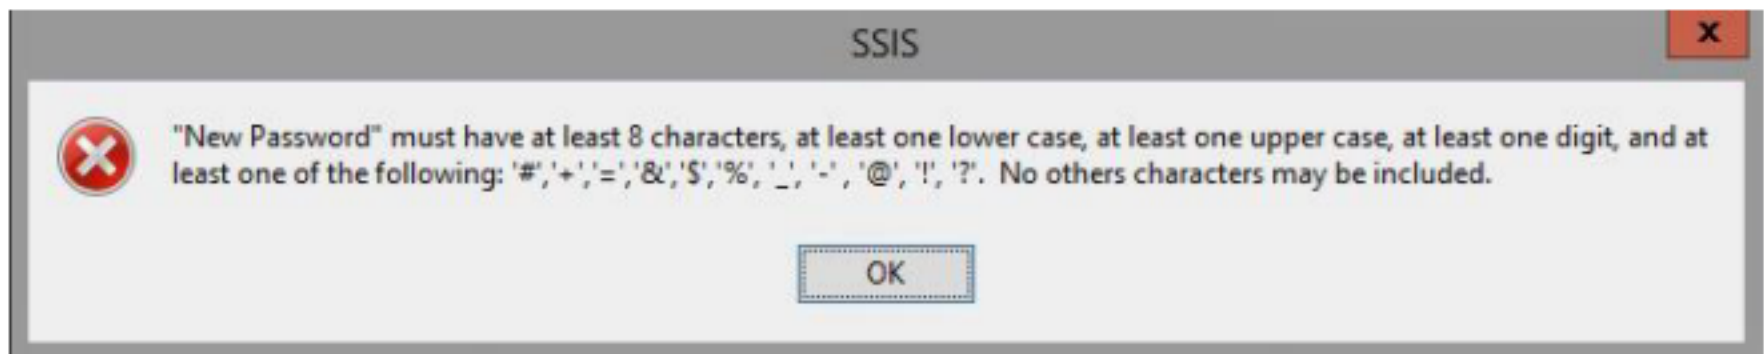 SSIS
x
"New Password" must have at least 8 characters, at least one lower case, at least one upper case, at least one digit, and at
least one of the following: '#','+','=','&','$','%', '_', '-' , '@', '!', '?'.  No others characters may be included.
OK